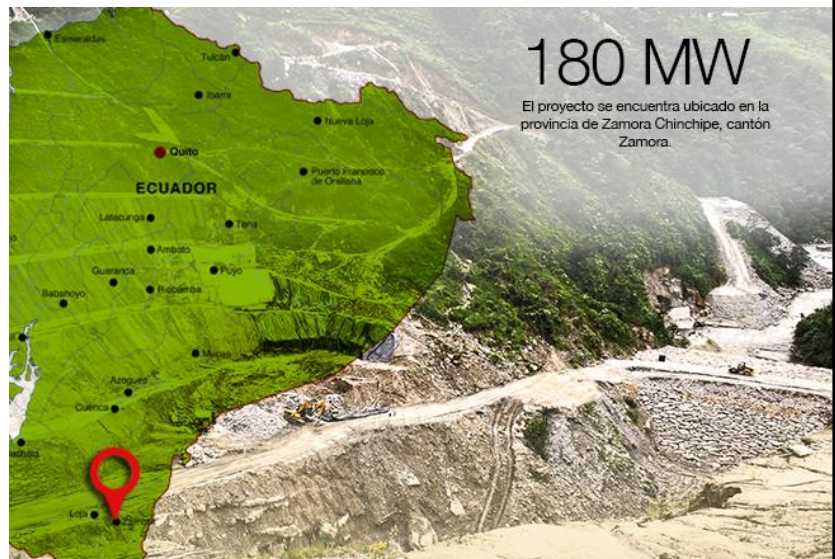 180 MW
El proyecto se encuentra ubicado en la
provincia de Zamora Chinchipe, cantón
Zamora.
Esmeraldas
Tulcán
Ibarra
Nueva Loja
Quito
Puerto Francisco
de Orellana
ECUADOR
Latacunga
Tena
Ambato
Guaranda
Puyo
Riobamba
Babahoyo
Macas
Azogues
Cuenca
Loja
Zamora